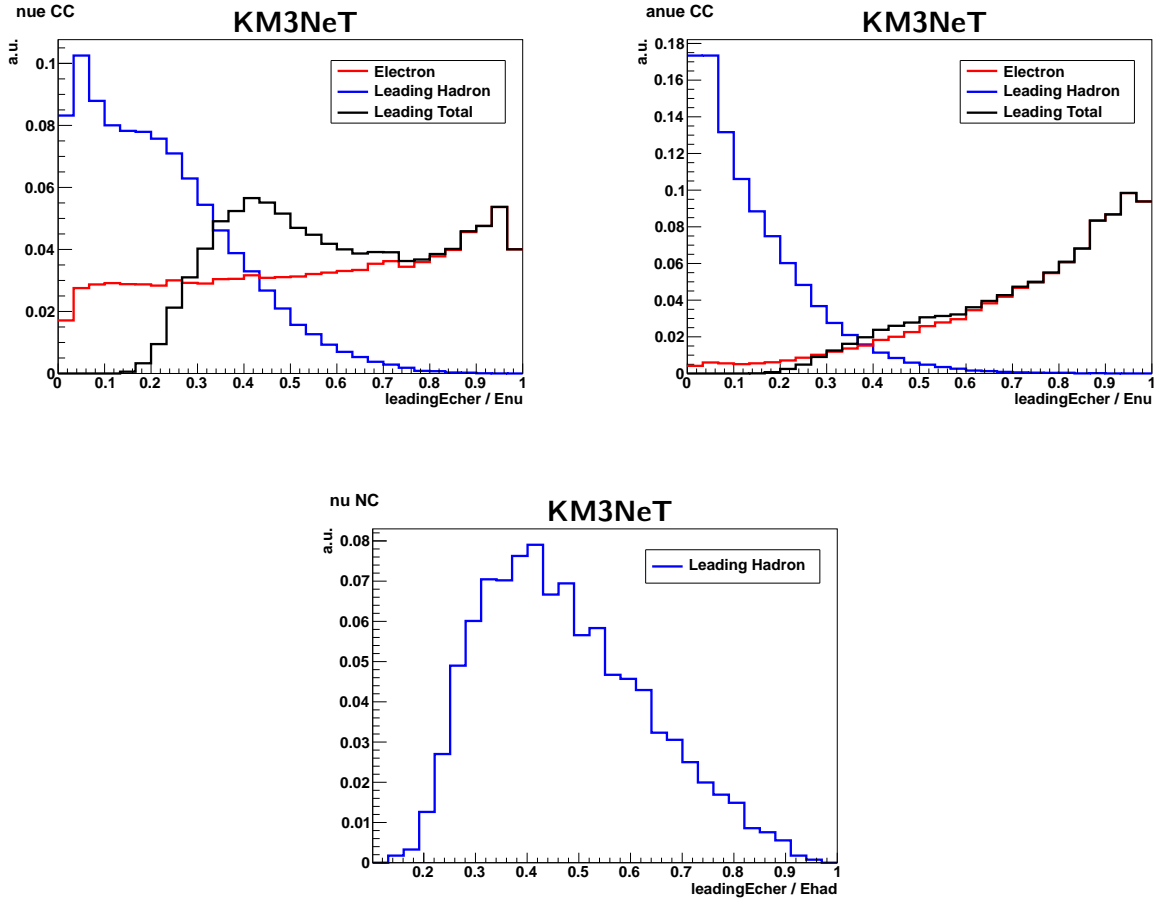 nue CC
KM3NeT
a.u.
Electron
Leading Hadron
Leading Total
0.1
0.08
0.06
0.04
0.02
0
0 0.1 0.2 0.3 0.4 0.5 0.6 0.7 0.8 0.9 1
leadingEcher / Enu
anue CC
KM3NeT
a.u.
Electron
Leading Hadron
Leading Total
0.18
0.16
0.14
0.12
0.1
0.08
0.06
0.04
0.02
0
0 0.1 0.2 0.3 0.4 0.5 0.6 0.7 0.8 0.9 1
leadingEcher / Enu
nu NC
KM3NeT
a.u.
Leading Hadron
0.08
0.07
0.06
0.05
0.04
0.03
0.02
0.01
0
0.2 0.3 0.4 0.5 0.6 0.7 0.8 0.9 1
leadingEcher / Ehad